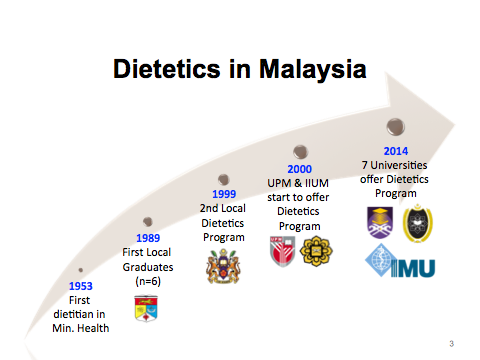 Dietetics in Malaysia
1953
First
dietitian in
Min. Health
1989
First Local
Graduates
(n=6)
1999
2nd Local
Dietetics
Program
2000
UPM & IIUM
start to offer
Dietetics
Program
2014
7 Universities
offer Dietetics
Program
IMU
3